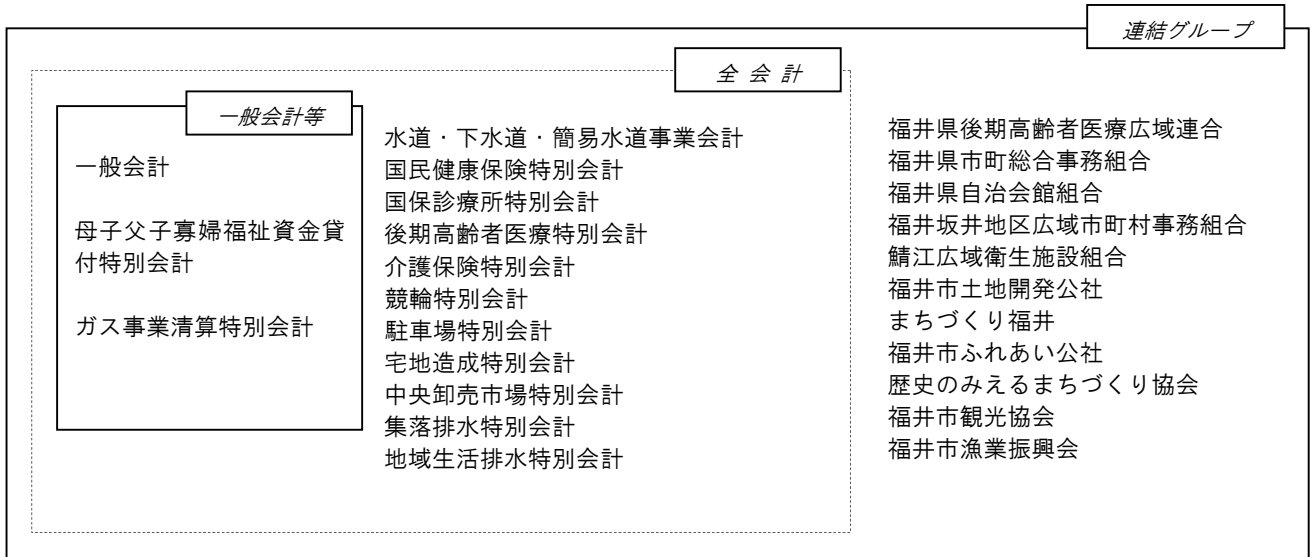 連結グループ
全会計
一般会計等
一般会計
母子父子寡婦福祉資金貸
付特別会計
ガス事業清算特別会計
水道・下水道・簡易水道事業会計
国民健康保険特別会計
国保診療所特別会計
後期高齢者医療特別会計
介護保険特別会計
競輪特別会計
駐車場特別会計
宅地造成特別会計
中央卸売市場特別会計
集落排水特別会計
地域生活排水特別会計
福井県後期高齢者医療広域連合
福井県市町総合事務組合
福井県自治会館組合
福井坂井地区広域市町村事務組合
鯖江広域衛生施設組合
福井市土地開発公社
まちづくり福井
福井市ふれあい公社
歴史のみえるまちづくり協会
福井市観光協会
福井市漁業振興会